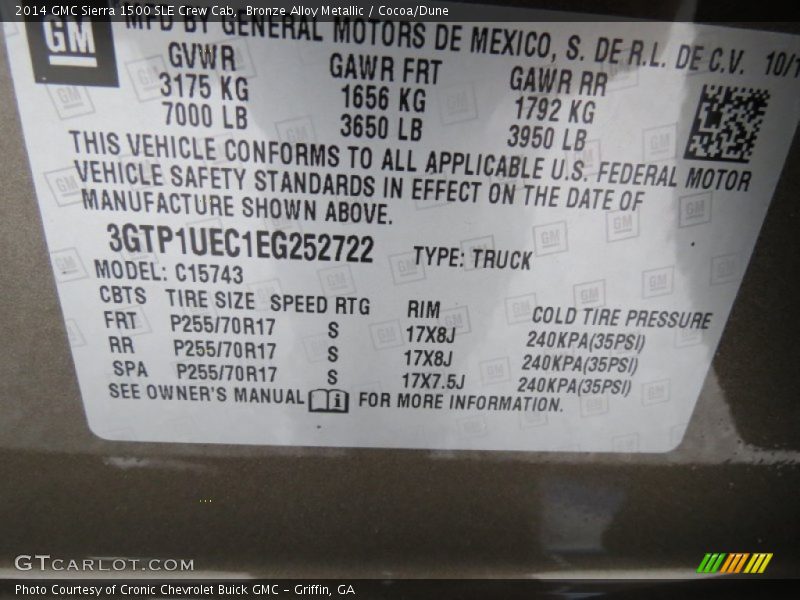 2014 GMC Sierra 1500 SLE Crew Cab, Bronze Alloy Metallic / Cocoa/Dune
GM
MFD BY GENERAL MOTORS DE MEXICO, S. DE R.L. DE C.V. 10/1
GVWR GAWR FRT GAWR RR
3175 KG 1656 KG 1792 KG
7000 LB 3650 LB 3950 LB
THIS VEHICLE CONFORMS TO ALL APPLICABLE U.S. FEDERAL MOTOR
VEHICLE SAFETY STANDARDS IN EFFECT ON THE DATE OF
MANUFACTURE SHOWN ABOVE.
3GTP1UEC1EG252722 TYPE: TRUCK
MODEL: C15743
CBTS TIRE SIZE SPEED RTG RIM COLD TIRE PRESSURE
FRT P255/70R17 S 17X8J 240KPA(35PSI)
RR P255/70R17 S 17X8J 240KPA(35PSI)
SPA P255/70R17 S 17X7.5J 240KPA(35PSI)
SEE OWNER'S MANUAL i FOR MORE INFORMATION.
GTCARLOT.COM
Photo Courtesy of Cronic Chevrolet Buick GMC - Griffin, GA